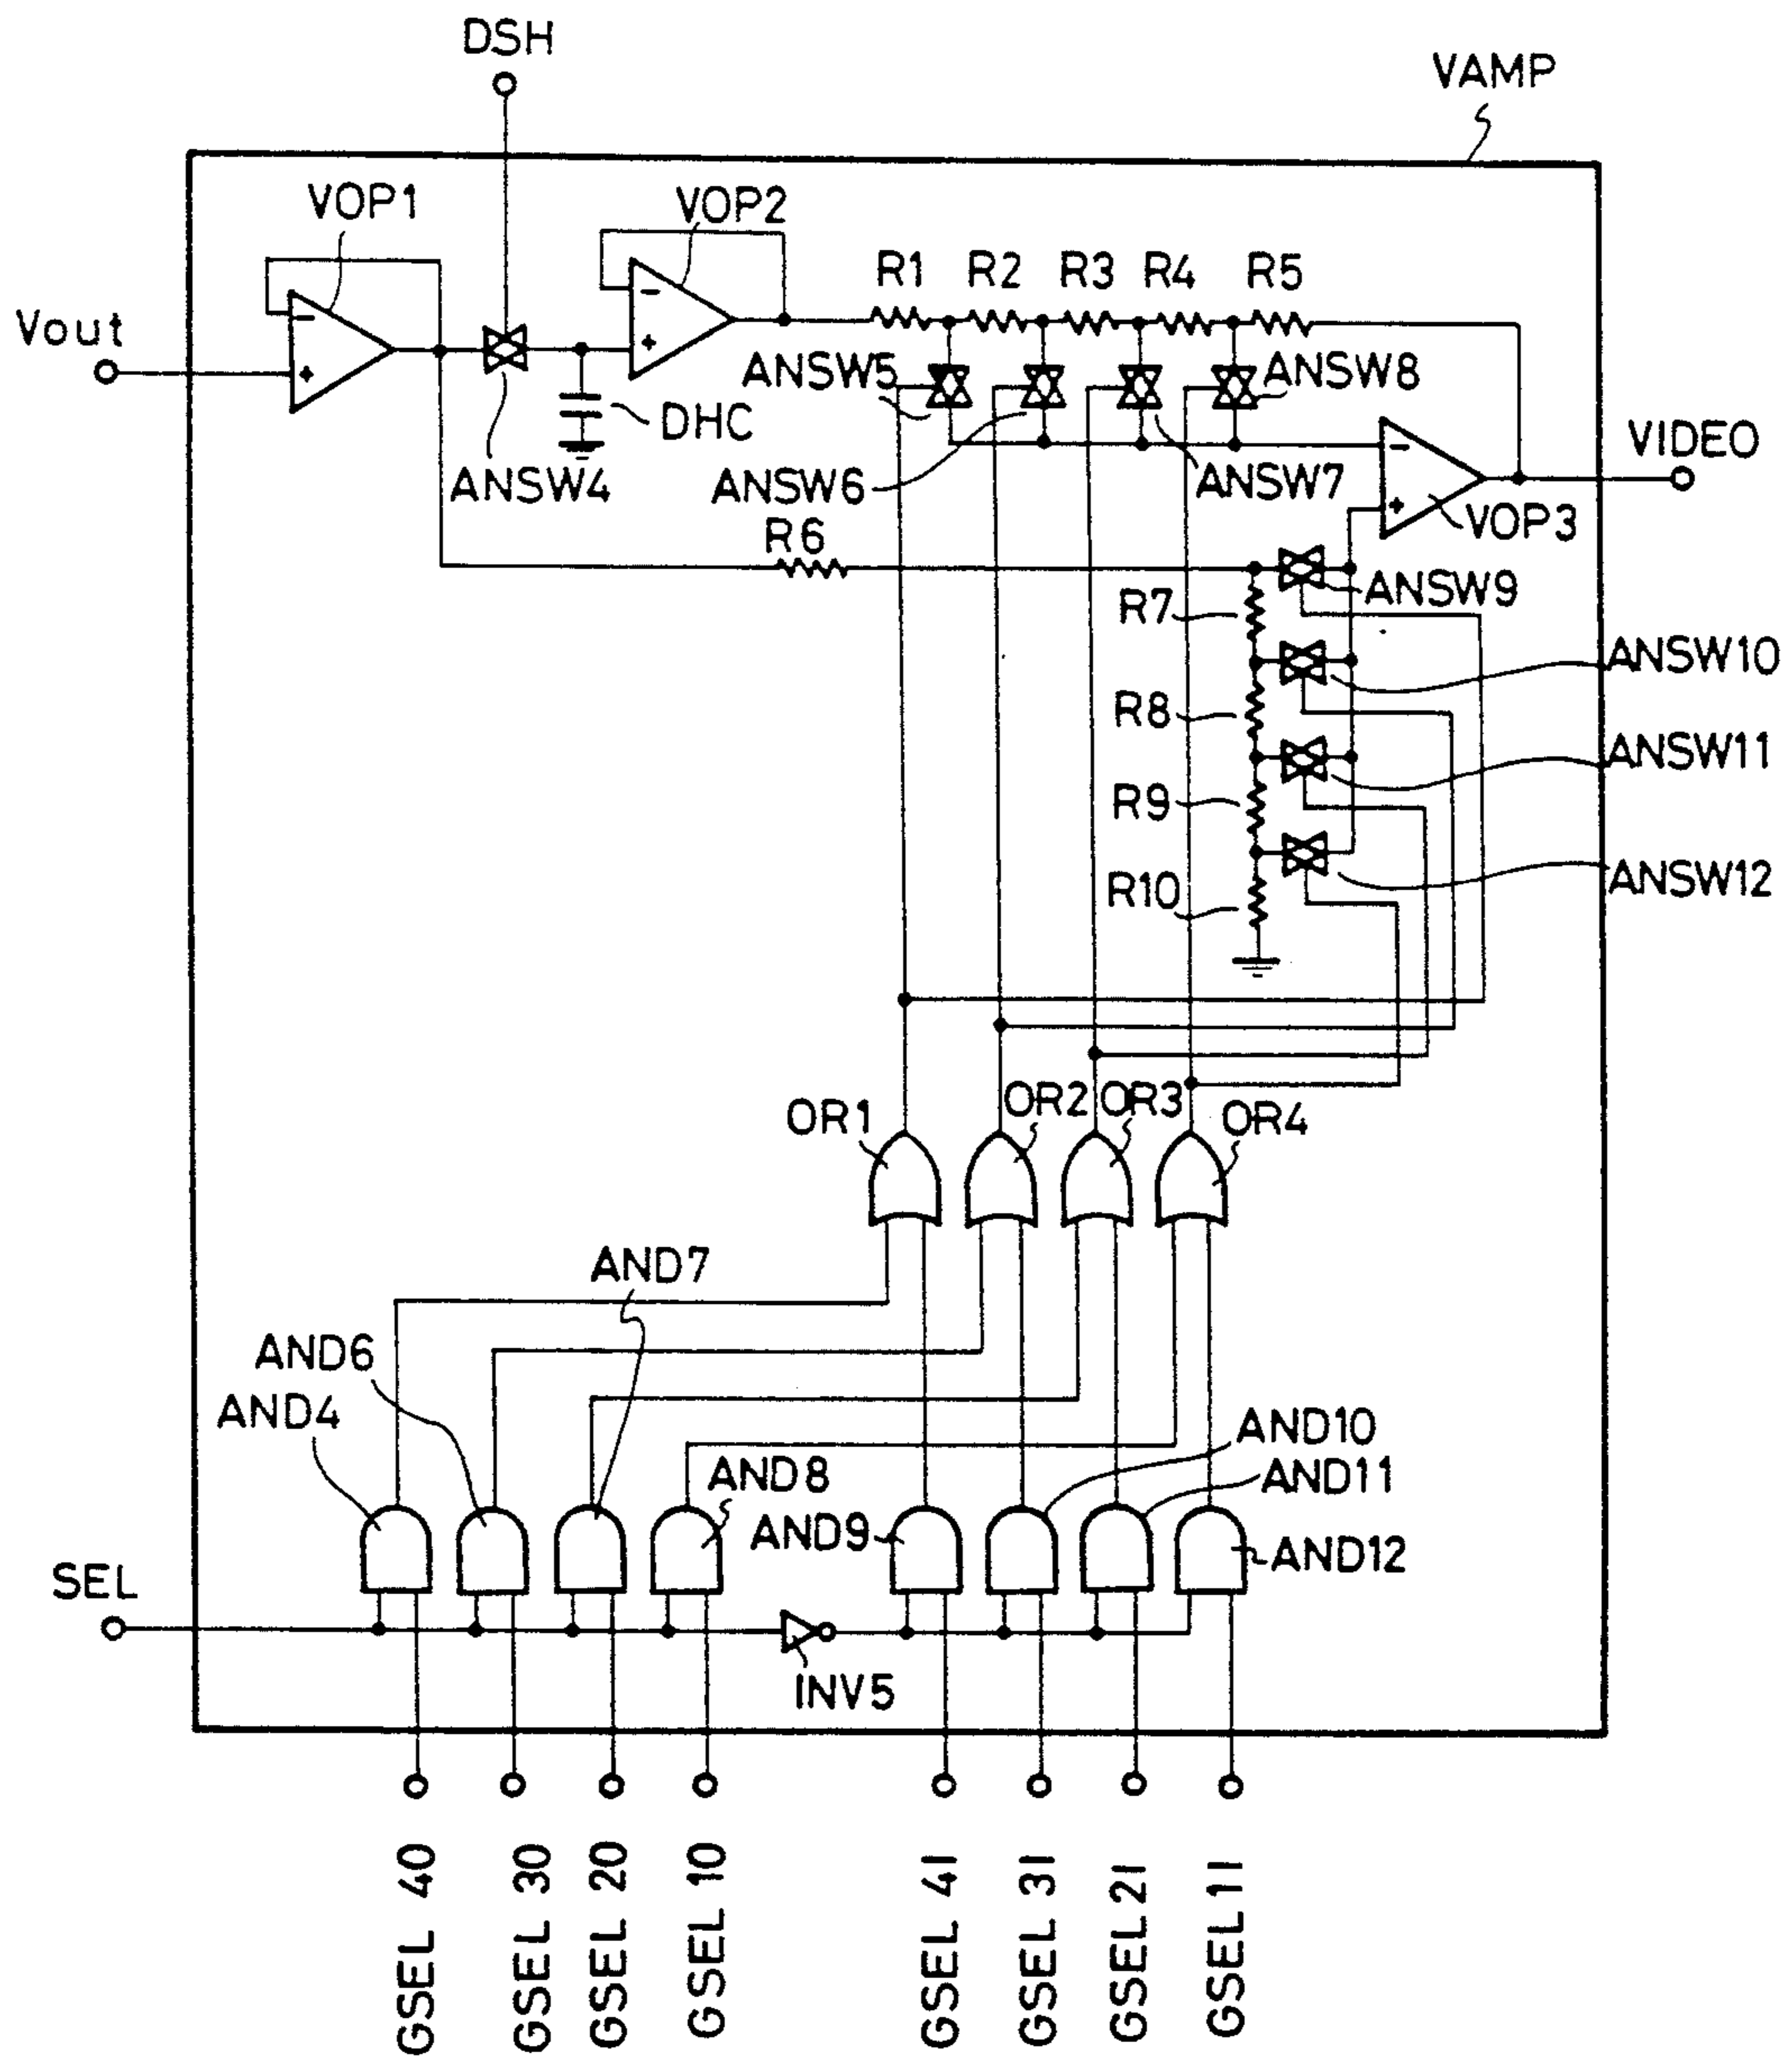 DSH
VAMP
VOP1
VOP2
R1 R2 R3 R4 R5
Vout
ANSW5
ANSW8
DHC
VIDEO
ANSW4
ANSW6
ANSW7
VOP3
R6
ANSW9
R7
ANSW10
R8
ANSW11
R9
ANSW12
R10
OR1
OR2
OR3
OR4
AND7
AND6
AND4
AND10
AND8
AND11
AND9
AND12
SEL
INV5
GSEL 40
GSEL 30
GSEL 20
GSEL 10
GSEL 41
GSEL 31
GSEL 21
GSEL 11